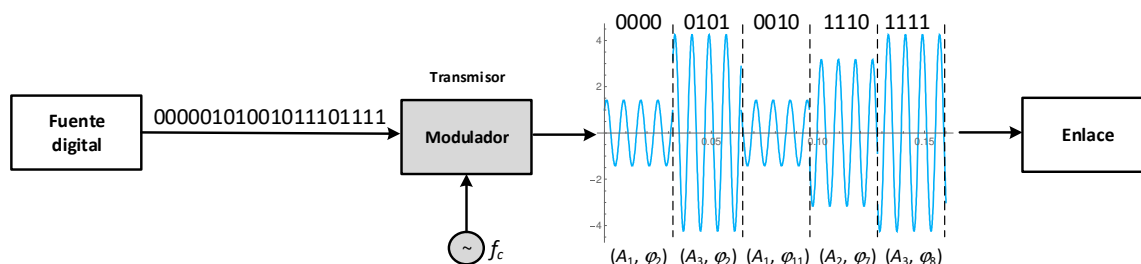 Fuente
digital
00000101001011101111
Transmisor
Modulador
~
f_c
0000 0101 0010 1110 1111
4
2
0.05 0.10 0.15
-2
-4
(A₁, φ₂) (A₃, φ₂) (A₁, φ₁₁) (A₂, φ₇) (A₃, φ₈)
Enlace